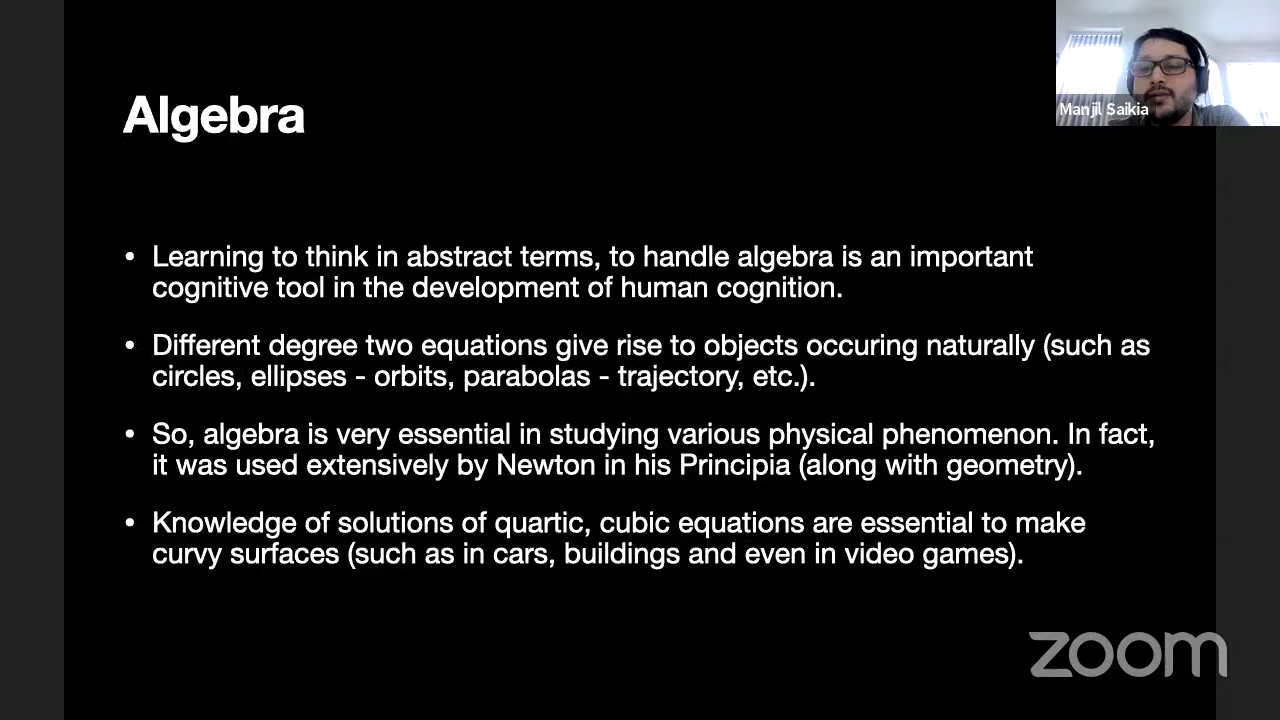 Algebra
Manjil Saikia
• Learning to think in abstract terms, to handle algebra is an important
cognitive tool in the development of human cognition.
• Different degree two equations give rise to objects occuring naturally (such as
circles, ellipses - orbits, parabolas - trajectory, etc.).
• So, algebra is very essential in studying various physical phenomenon. In fact,
it was used extensively by Newton in his Principia (along with geometry).
• Knowledge of solutions of quartic, cubic equations are essential to make
curvy surfaces (such as in cars, buildings and even in video games).
zoom